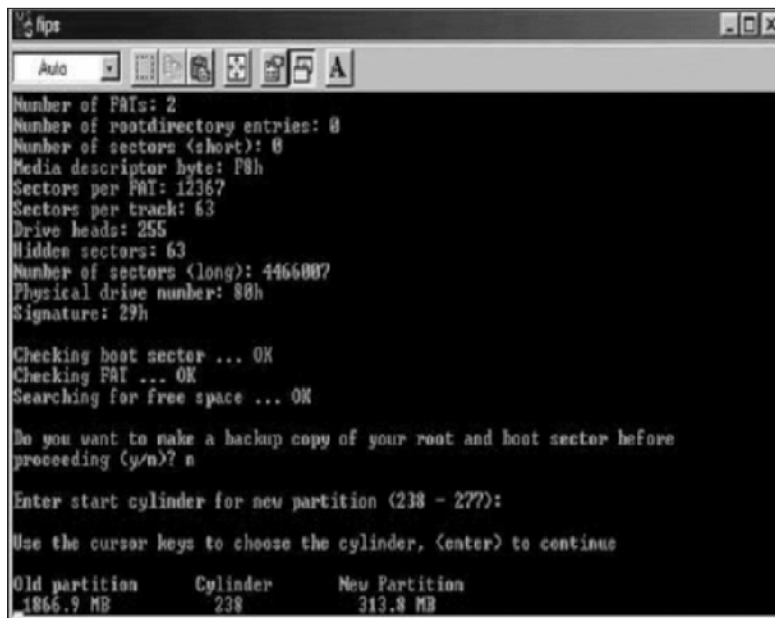 fips
Auto
A
Number of FATs: 2
Number of rootdirectory entries: 0
Number of sectors (short): 0
Media descriptor byte: F8h
Sectors per FAT: 12367
Sectors per track: 63
Drive heads: 255
Hidden sectors: 63
Number of sectors (long): 4466007
Physical drive number: 80h
Signature: 29h
Checking boot sector ... OK
Checking FAT ... OK
Searching for free space ... OK
Do you want to make a backup copy of your root and boot sector before
proceeding (y/n)? n
Enter start cylinder for new partition (238 - 277):
Use the cursor keys to choose the cylinder, <enter> to continue
Old partition Cylinder New Partition
1866.9 MB 238 313.8 MB